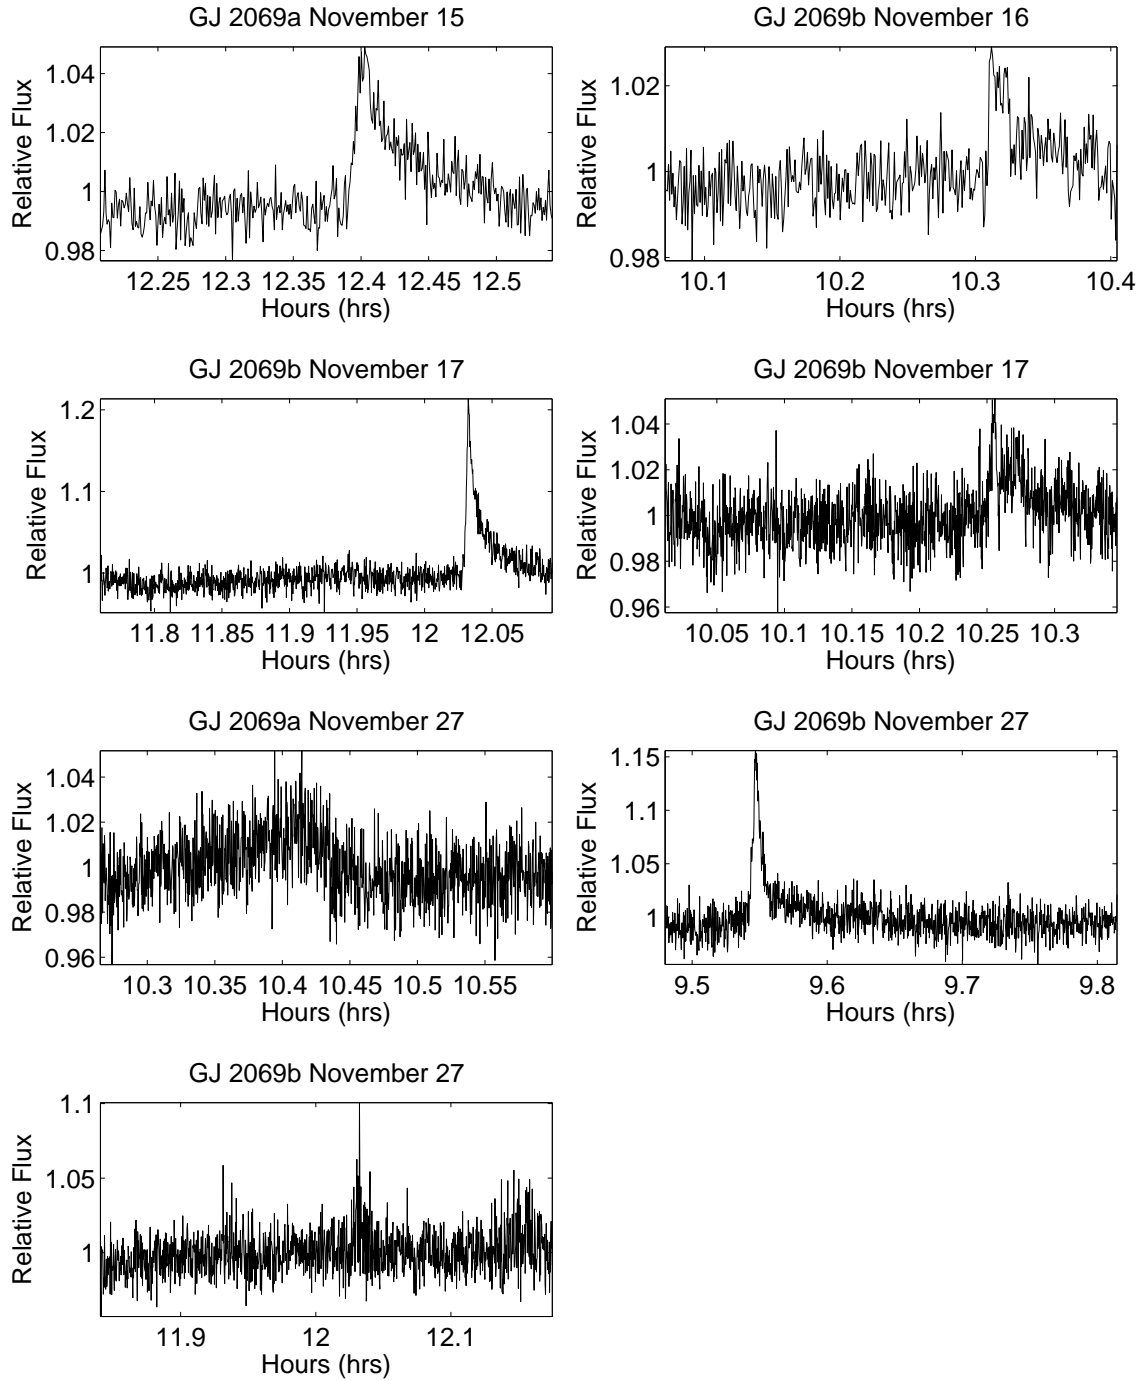 GJ 2069a November 15
Relative Flux
1.04
1.02
1
0.98
12.25 12.3 12.35 12.4 12.45 12.5
Hours (hrs)
GJ 2069b November 16
Relative Flux
1.02
1
0.98
10.1 10.2 10.3 10.4
Hours (hrs)
GJ 2069b November 17
Relative Flux
1.2
1.1
1
11.8 11.85 11.9 11.95 12 12.05
Hours (hrs)
GJ 2069b November 17
Relative Flux
1.04
1.02
1
0.98
0.96
10.05 10.1 10.15 10.2 10.25 10.3
Hours (hrs)
GJ 2069a November 27
Relative Flux
1.04
1.02
1
0.98
0.96
10.3 10.35 10.4 10.45 10.5 10.55
Hours (hrs)
GJ 2069b November 27
Relative Flux
1.15
1.1
1.05
1
9.5 9.6 9.7 9.8
Hours (hrs)
GJ 2069b November 27
Relative Flux
1.1
1.05
1
11.9 12 12.1
Hours (hrs)